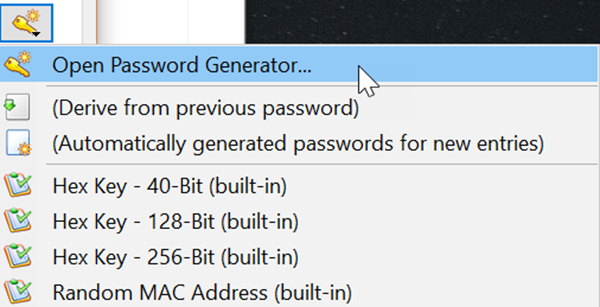 Open Password Generator...
(Derive from previous password)
(Automatically generated passwords for new entries)
Hex Key - 40-Bit (built-in)
Hex Key - 128-Bit (built-in)
Hex Key - 256-Bit (built-in)
Random MAC Address (built-in)